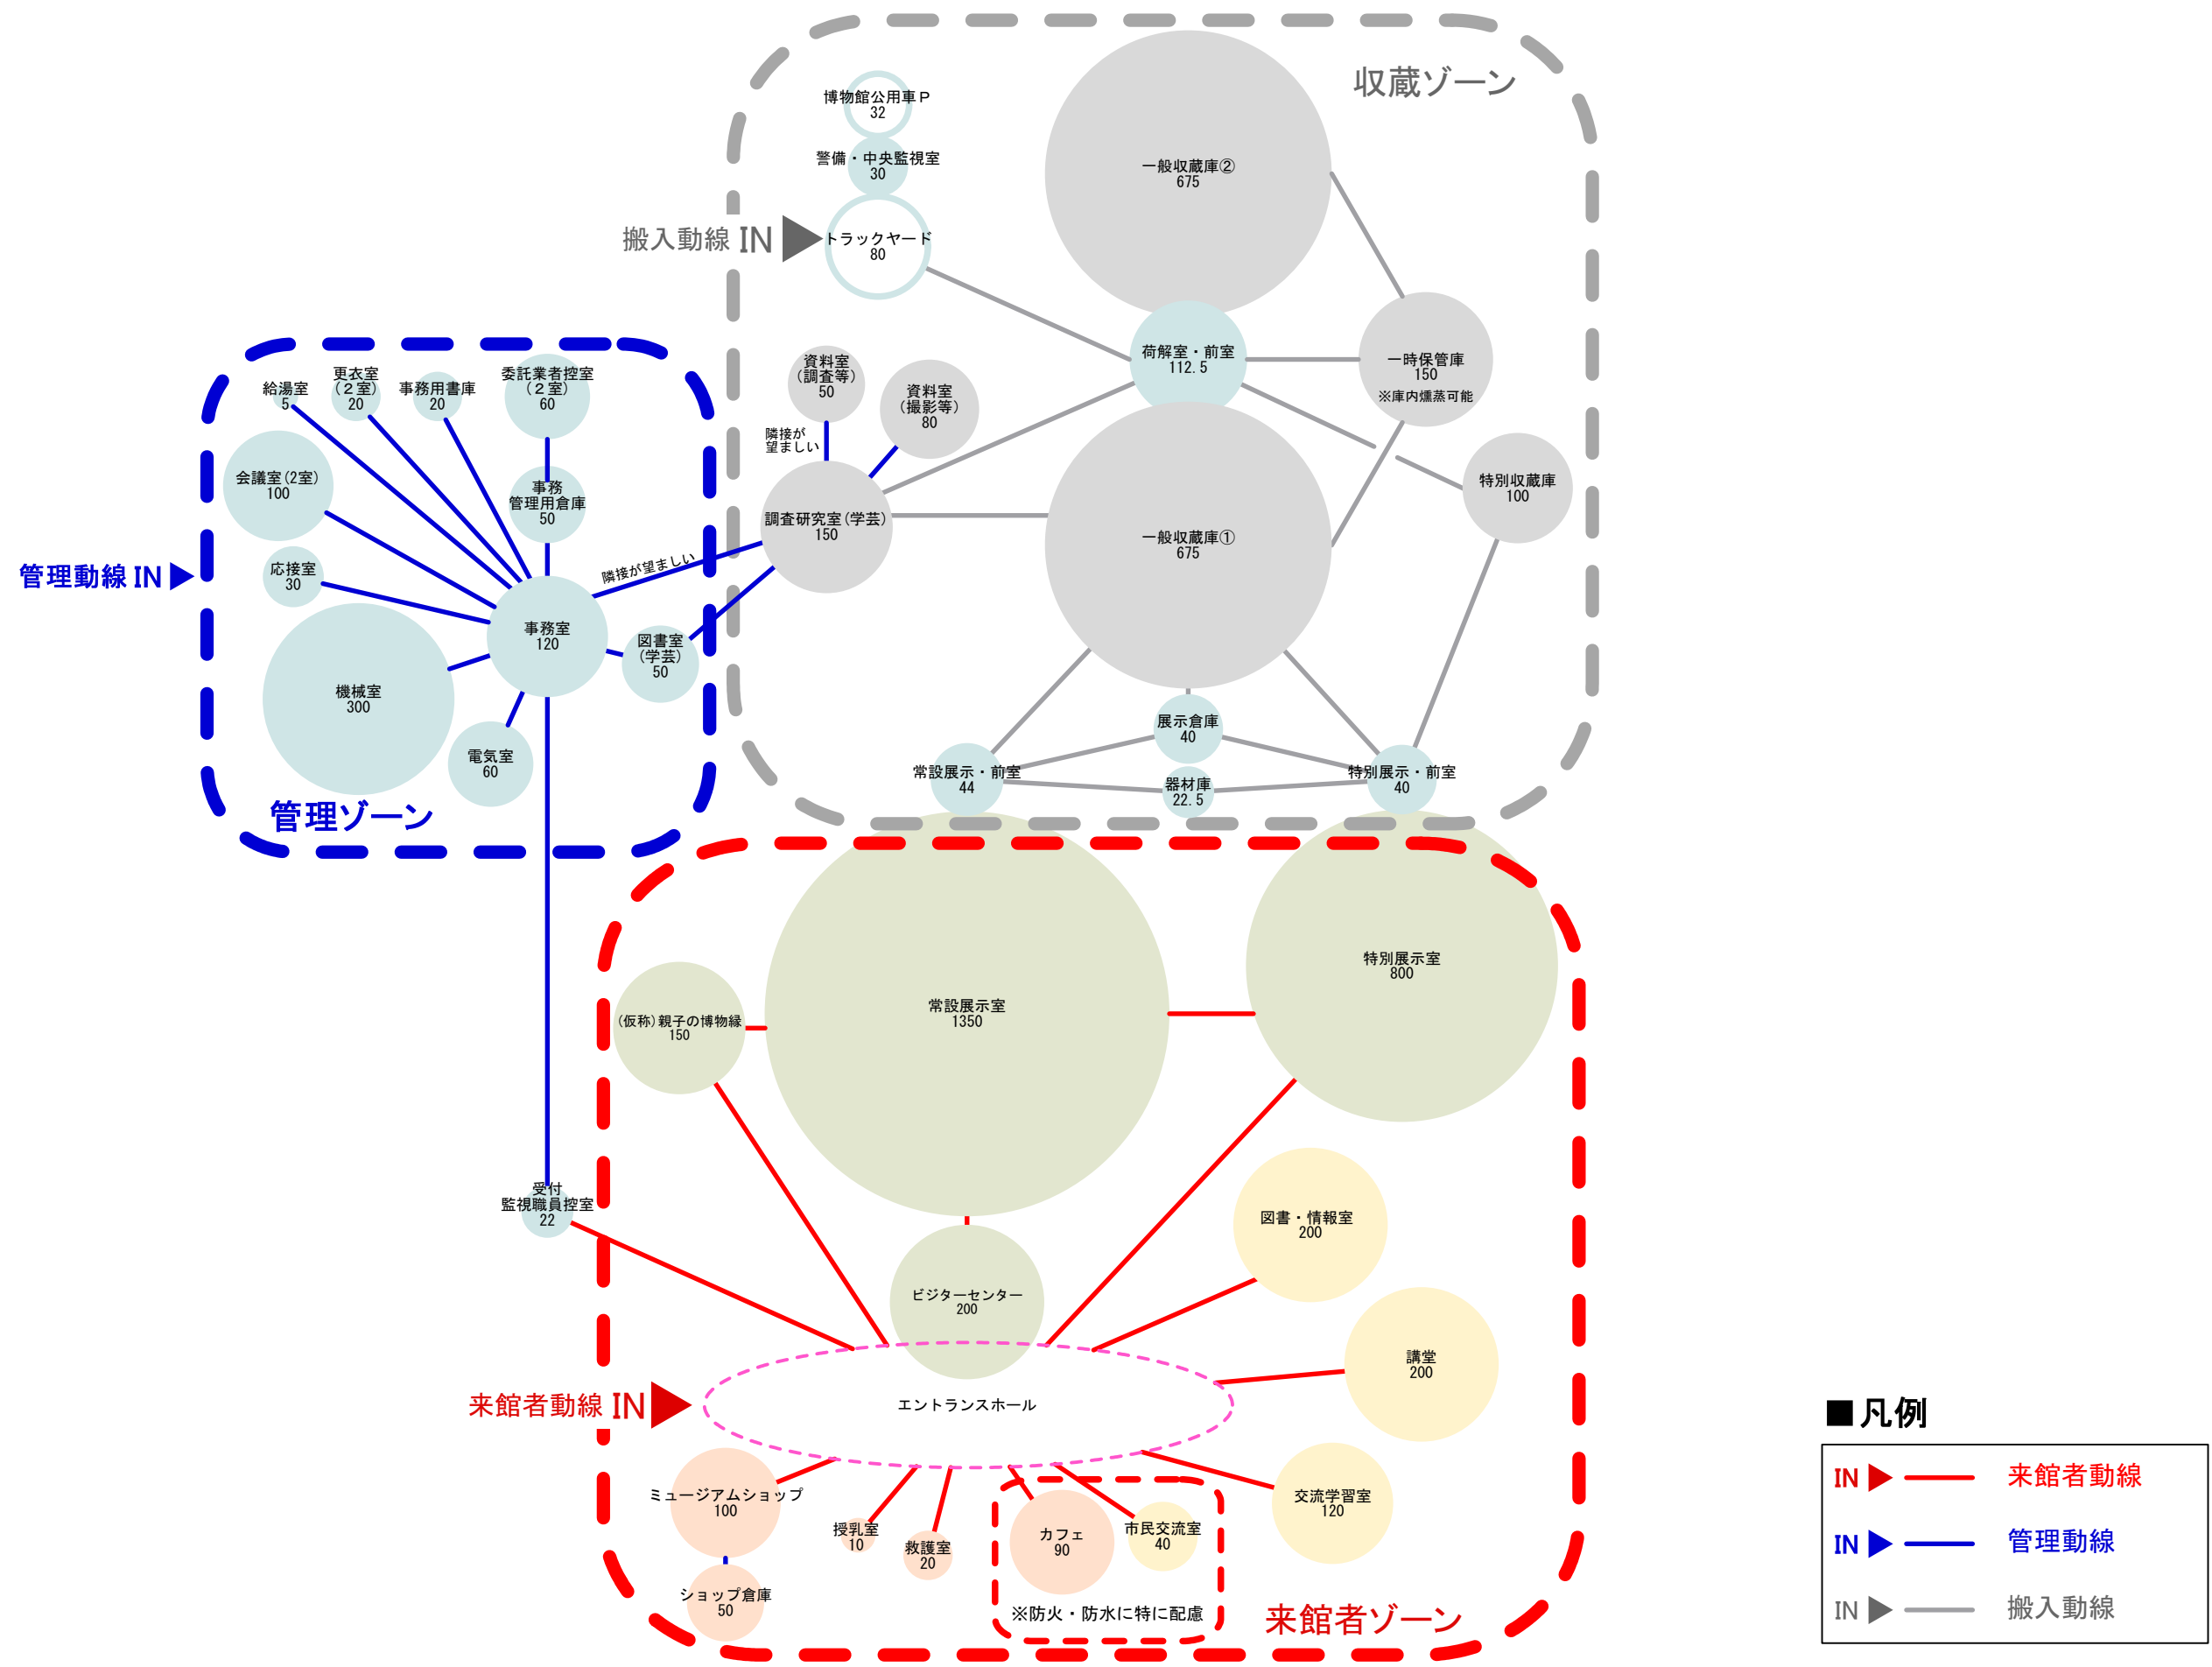 収蔵ゾーン
博物館公用車P
32
警備・中央監視室
30
搬入動線 IN
トラックヤード
80
一般収蔵庫②
675
荷解室・前室
112.5
一時保管庫
150
※庫内燻蒸可能
資料室
(調査等)
50
資料室
(撮影等)
80
隣接が
望ましい
特別収蔵庫
100
調査研究室(学芸)
150
一般収蔵庫①
675
給湯室
5
更衣室
(2室)
20
事務用書庫
20
委託業者控室
(2室)
60
会議室(2室)
100
事務
管理用倉庫
50
管理動線 IN
応接室
30
隣接が望ましい
事務室
120
図書室
(学芸)
50
機械室
300
電気室
60
管理ゾーン
展示倉庫
40
常設展示・前室
44
器材庫
22.5
特別展示・前室
40
特別展示室
800
常設展示室
1350
(仮称)親子の博物縁
150
受付
監視職員控室
22
図書・情報室
200
ビジターセンター
200
講堂
200
来館者動線 IN
エントランスホール
ミュージアムショップ
100
授乳室
10
救護室
20
カフェ
90
市民交流室
40
交流学習室
120
ショップ倉庫
50
※防火・防水に特に配慮
来館者ゾーン
■凡例
IN 来館者動線
IN 管理動線
IN 搬入動線